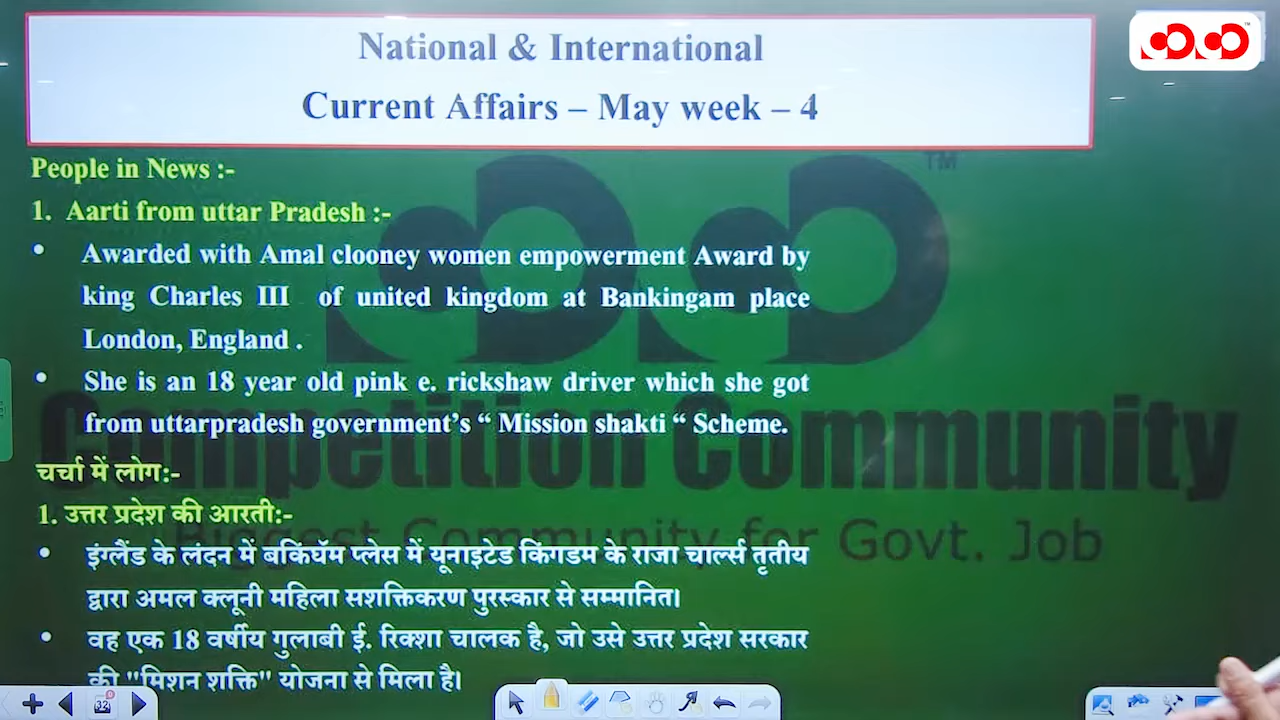 National & International
Current Affairs – May week – 4
TM
People in News :-
1. Aarti from uttar Pradesh :-
• Awarded with Amal clooney women empowerment Award by
king Charles III of united kingdom at Bankingam place
London, England .
• She is an 18 year old pink e. rickshaw driver which she got
from uttarpradesh government’s “ Mission shakti “ Scheme.
Competition Community
चर्चा में लोग:-
1. उत्तर प्रदेश की आरती:-
Biggest Community for Govt. Job
• इंग्लैंड के लंदन में बकिंघॅम प्लेस में यूनाइटेड किंगडम के राजा चार्ल्स तृतीय
द्वारा अमल क्लूनी महिला सशक्तिकरण पुरस्कार से सम्मानित।
• वह एक 18 वर्षीय गुलाबी ई. रिक्शा चालक है, जो उसे उत्तर प्रदेश सरकार
की "मिशन शक्ति" योजना से मिला है।
32